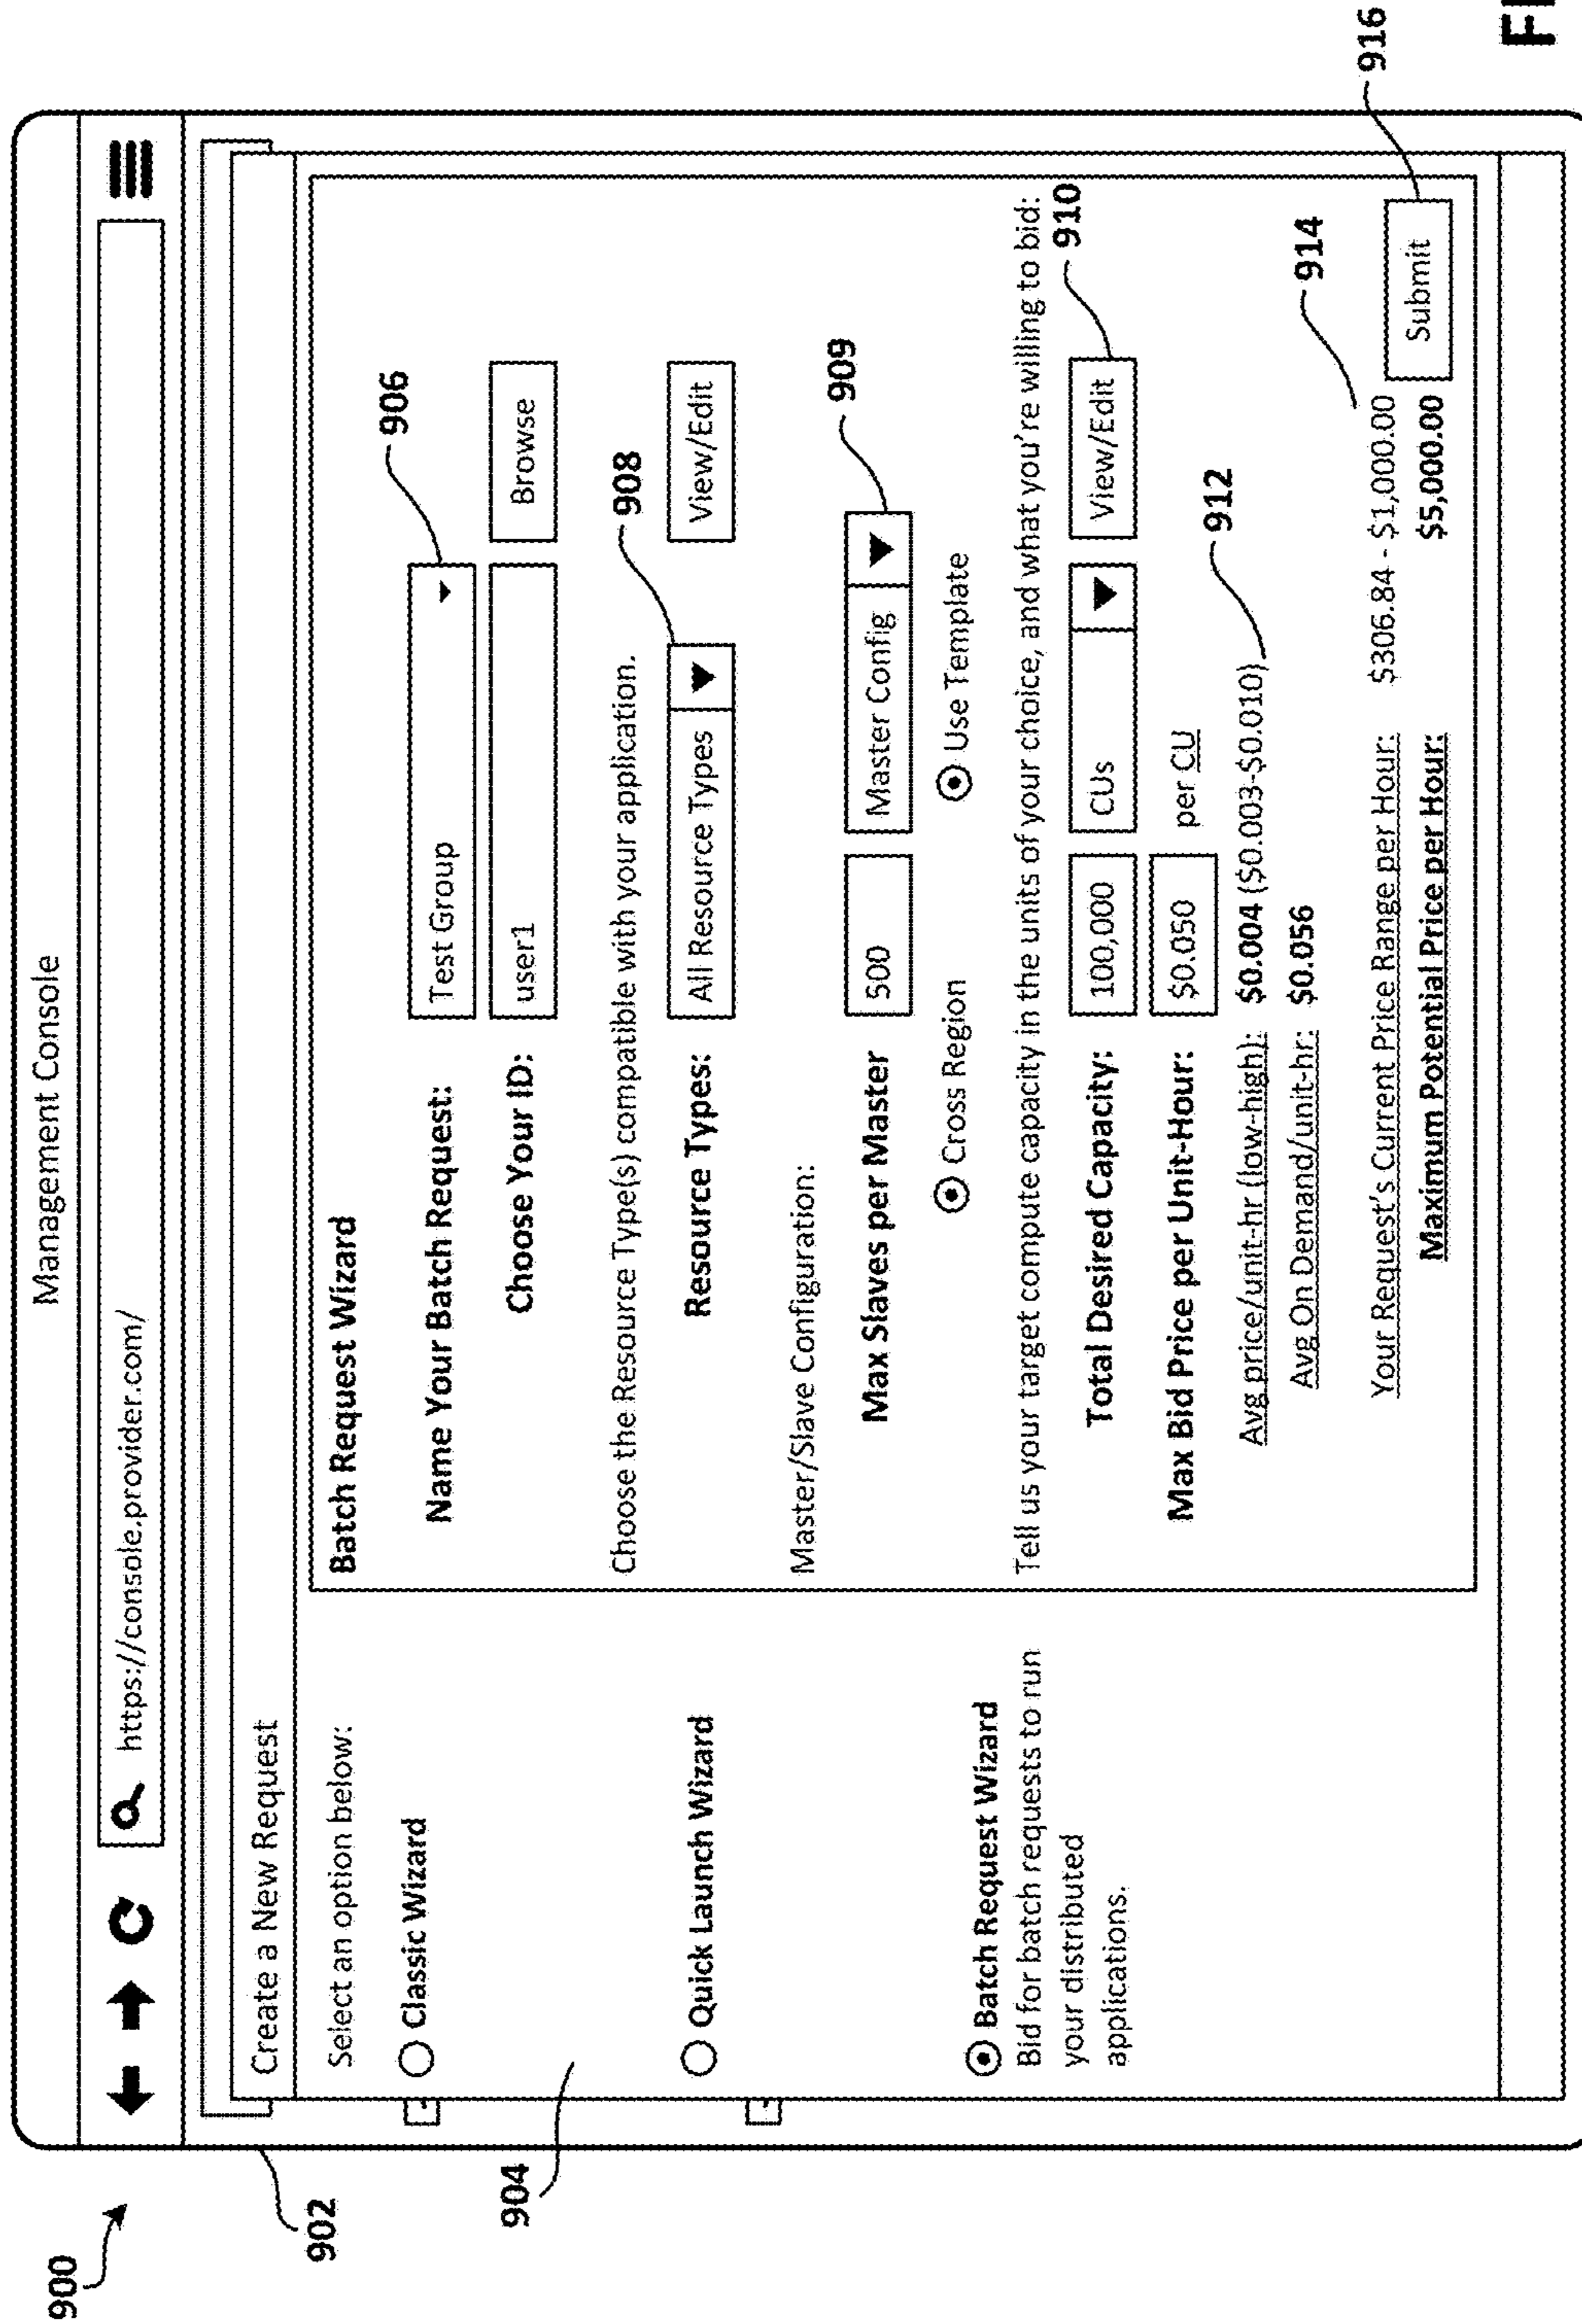 900
Management Console
https://console.provider.com/
902
Create a New Request
Select an option below:
Classic Wizard
904
Quick Launch Wizard
Batch Request Wizard
Bid for batch requests to run
your distributed
applications.
Batch Request Wizard
Name Your Batch Request: Test Group
906
Choose Your ID: user1 Browse
Choose the Resource Type(s) compatible with your application.
908
Resource Types: All Resource Types View/Edit
Master/Slave Configuration:
909
Max Slaves per Master 500 Master Config
Cross Region Use Template
Tell us your target compute capacity in the units of your choice, and what you're willing to bid:
910
Total Desired Capacity: 100,000 CUs View/Edit
Max Bid Price per Unit-Hour: $0.050 per CU
912
Avg price/unit-hr (low-high): $0.004 ($0.003-$0.010)
Avg On Demand/unit-hr: $0.056
914
Your Request's Current Price Range per Hour: $306.84 - $1,000.00
Maximum Potential Price per Hour: $5,000.00
Submit
916